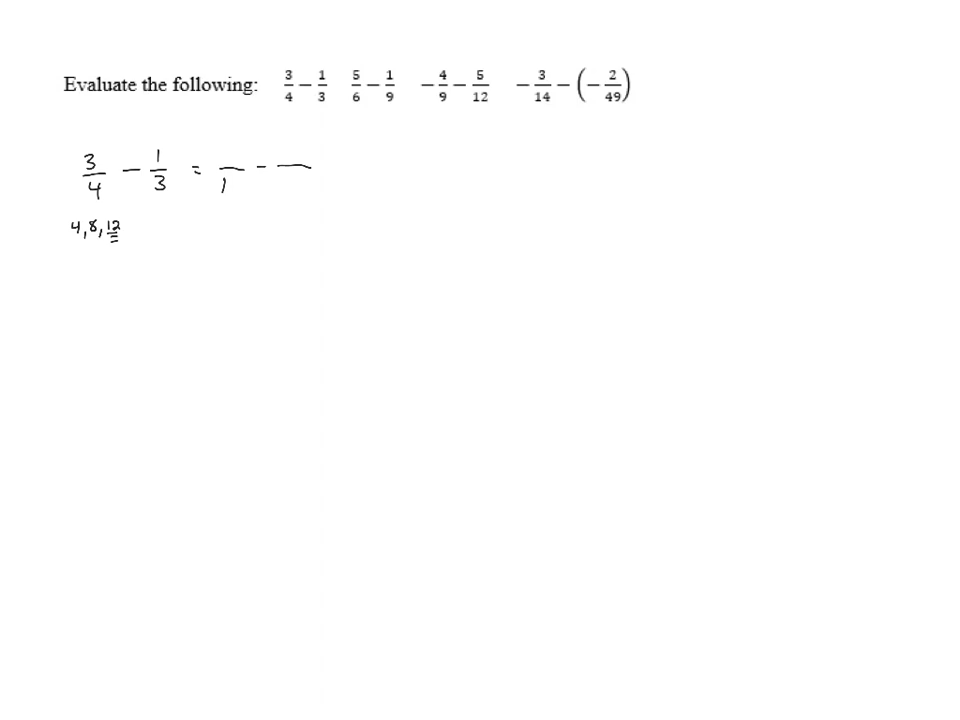 Evaluate the following: 3/4 − 1/3 5/6 − 1/9 −4/9 − 5/12 −3/14 − (−2/49)
3/4 − 1/3 = /1 −
4, 8, 12